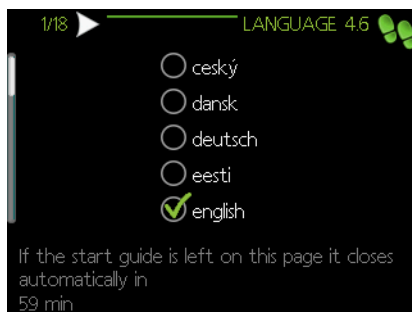 1/18 LANGUAGE 4.6
ceský
dansk
deutsch
eesti
english
If the start guide is left on this page it closes
automatically in
59 min